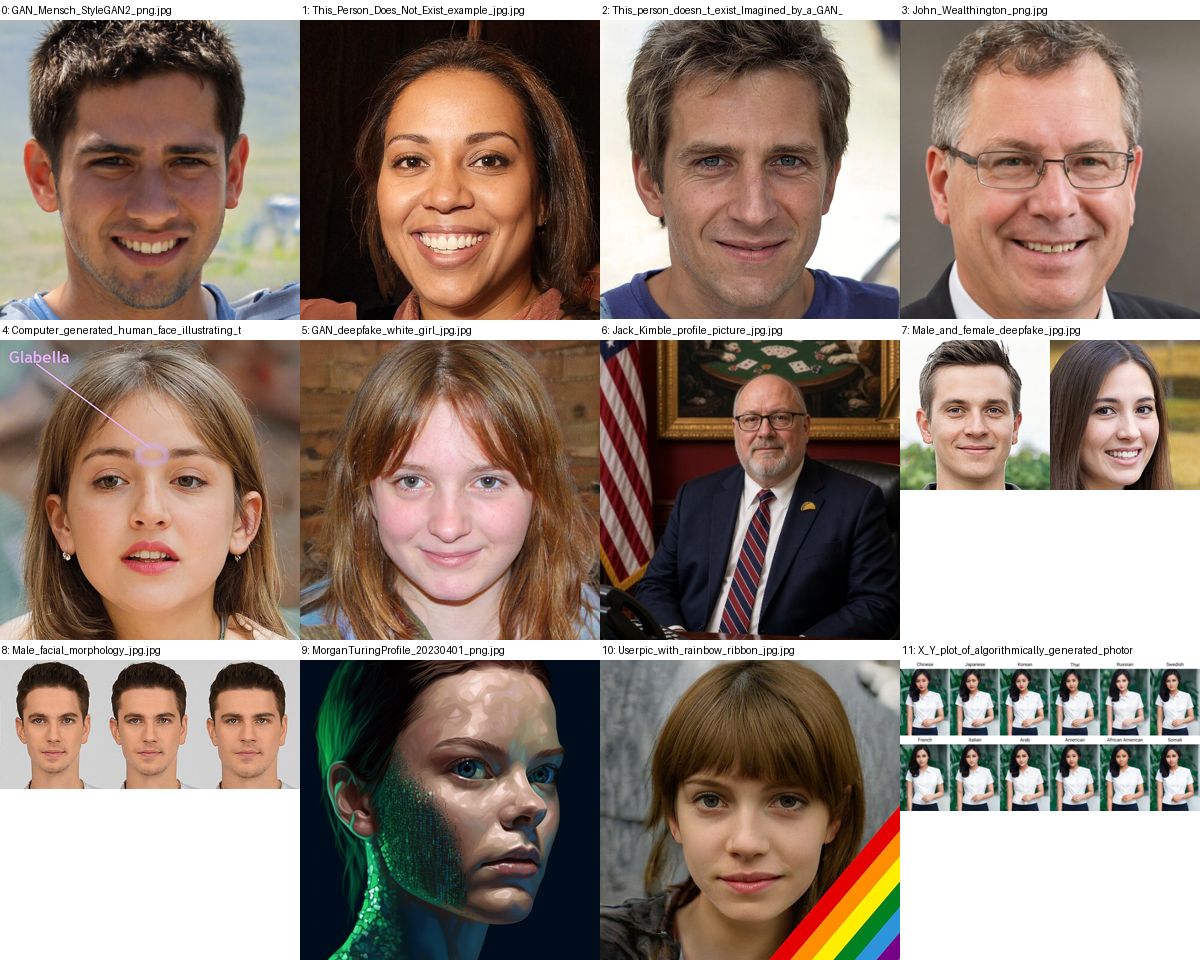 0: GAN_Mensch_StyleGAN2_png.jpg
1: This_Person_Does_Not_Exist_example_jpg.jpg
2: This_person_doesn_t_exist_Imagined_by_a_GAN_
3: John_Wealthington_png.jpg
4: Computer_generated_human_face_illustrating_t
5: GAN_deepfake_white_girl_jpg.jpg
6: Jack_Kimble_profile_picture_jpg.jpg
7: Male_and_female_deepfake_jpg.jpg
Glabella
8: Male_facial_morphology_jpg.jpg
9: MorganTuringProfile_20230401_png.jpg
10: Userpic_with_rainbow_ribbon_jpg.jpg
11: X_Y_plot_of_algorithmically_generated_photor
Chinese Japanese Korean Thai Russian Swedish
French Italian Arab American African American Somali